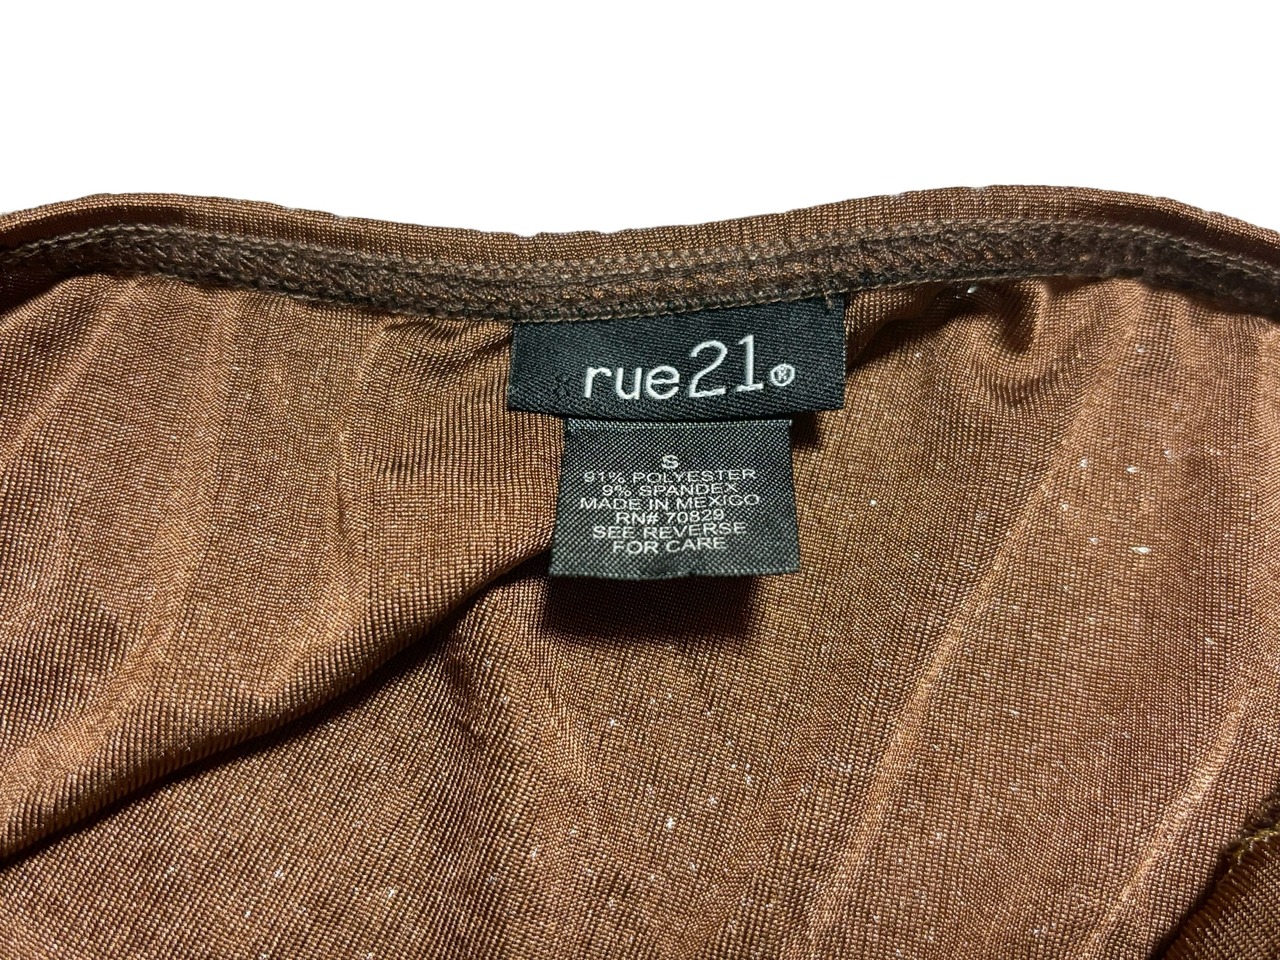 rue21®
S
91% POLYESTER
9% SPANDEX
MADE IN MEXICO
RN# 70829
SEE REVERSE
FOR CARE